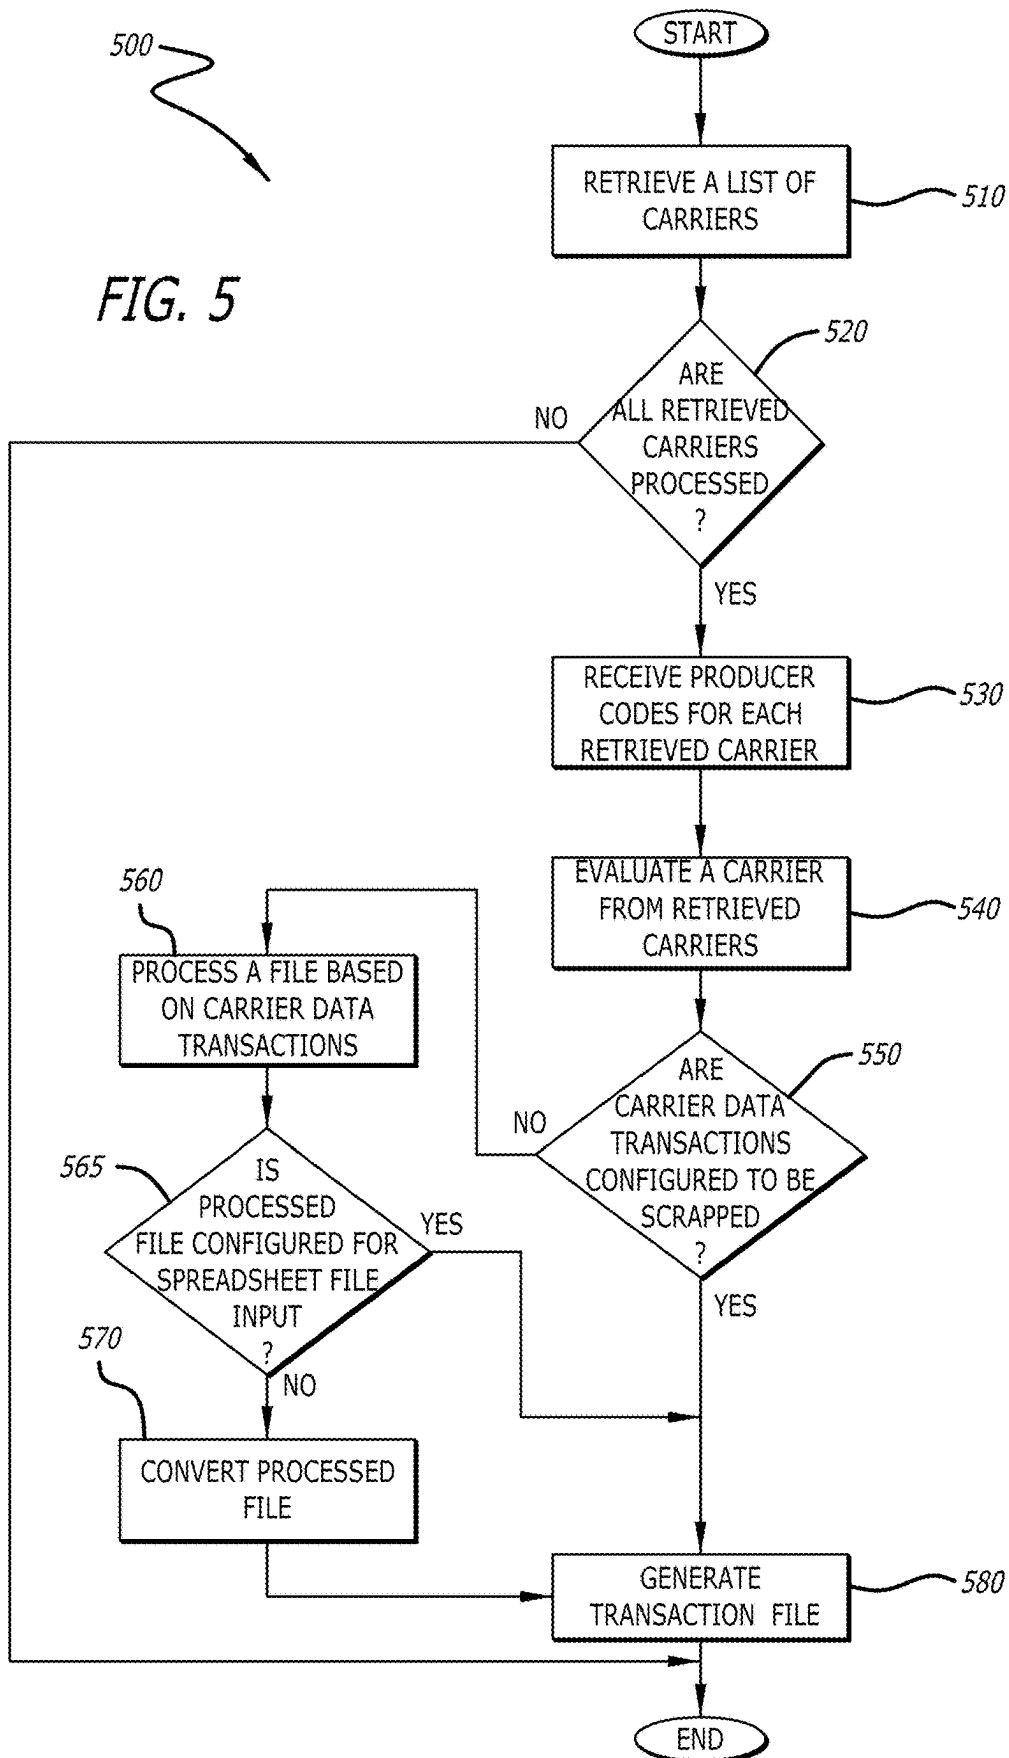 500
START
RETRIEVE A LIST OF
CARRIERS
510
FIG. 5
520
ARE
ALL RETRIEVED
CARRIERS
PROCESSED
?
NO
YES
RECEIVE PRODUCER
CODES FOR EACH
RETRIEVED CARRIER
530
EVALUATE A CARRIER
FROM RETRIEVED
CARRIERS
540
ARE
CARRIER DATA
TRANSACTIONS
CONFIGURED TO BE
SCRAPPED
?
550
NO
YES
560
PROCESS A FILE BASED
ON CARRIER DATA
TRANSACTIONS
565
IS
PROCESSED
FILE CONFIGURED FOR
SPREADSHEET FILE
INPUT
?
YES
NO
570
CONVERT PROCESSED
FILE
GENERATE
TRANSACTION FILE
580
END